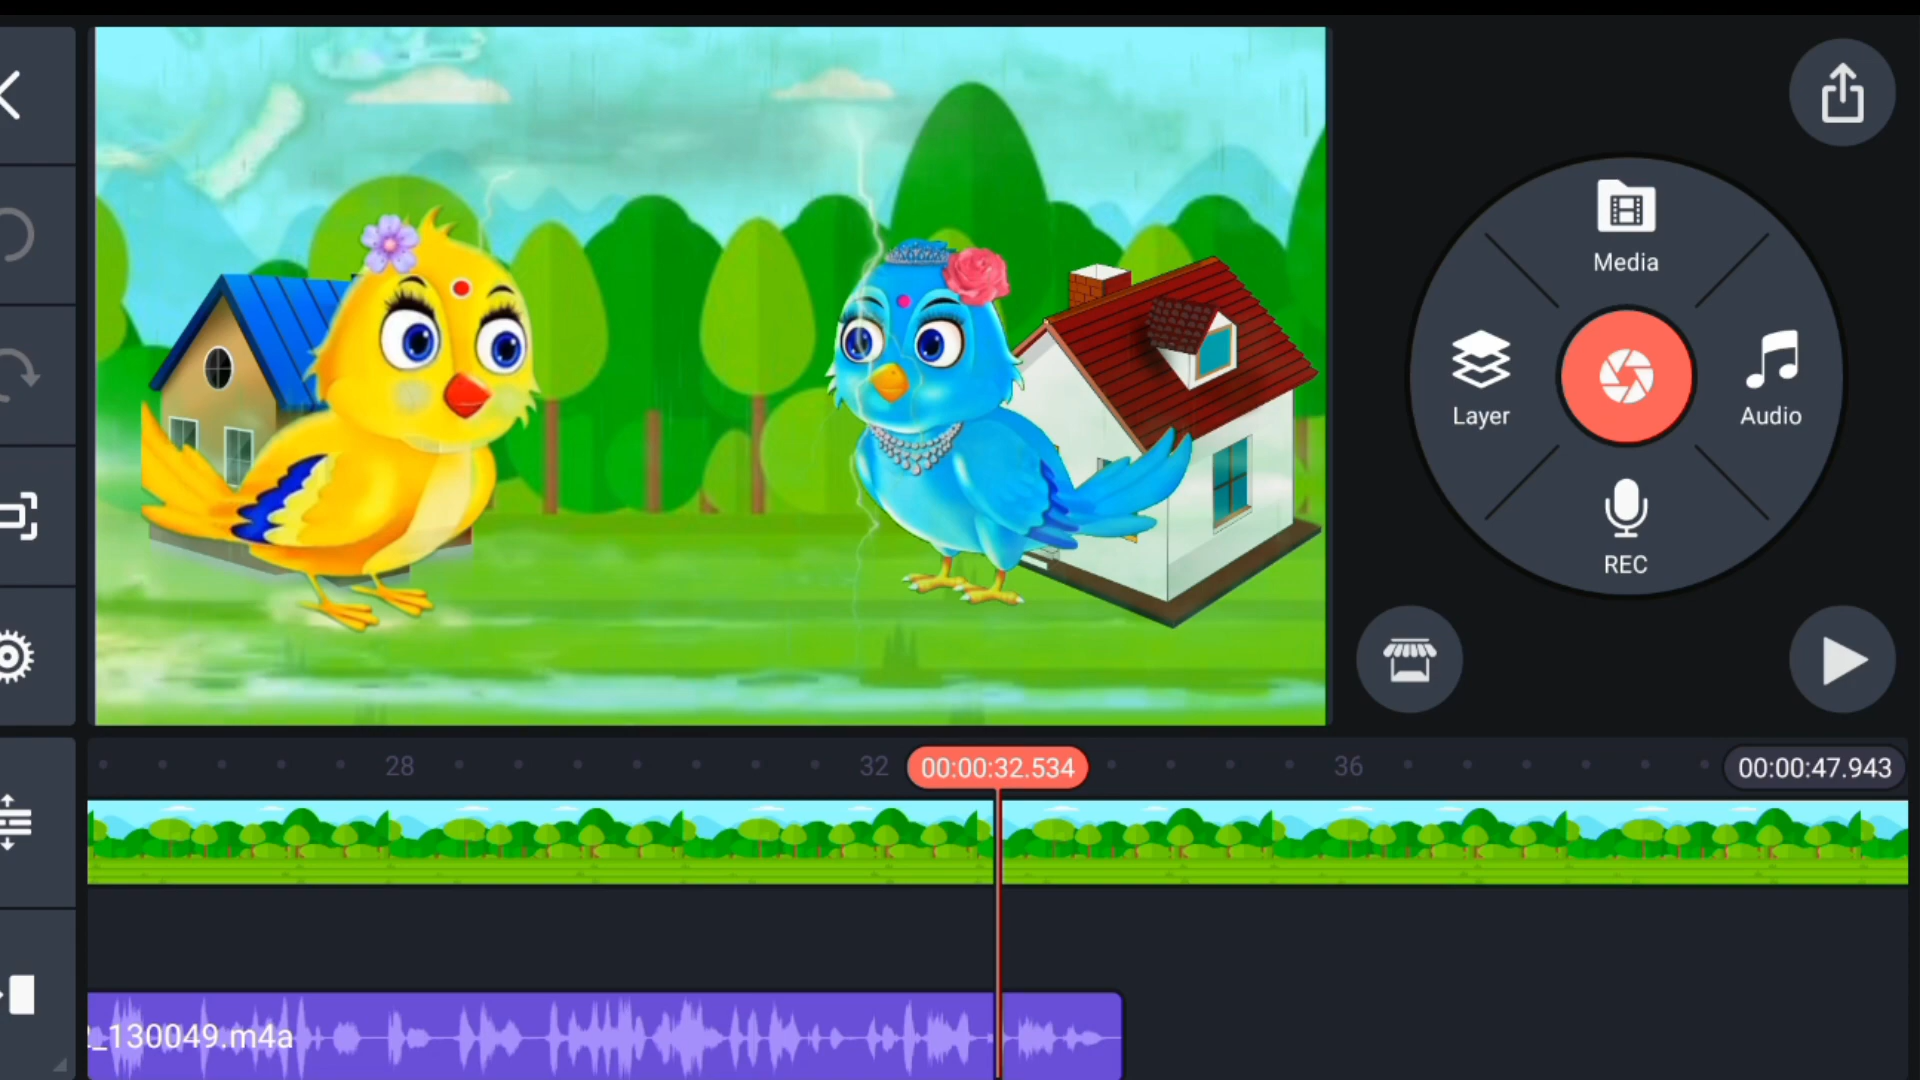 Media
Layer
Audio
REC
28
32
00:00:32.534
36
00:00:47.943
_130049.m4a